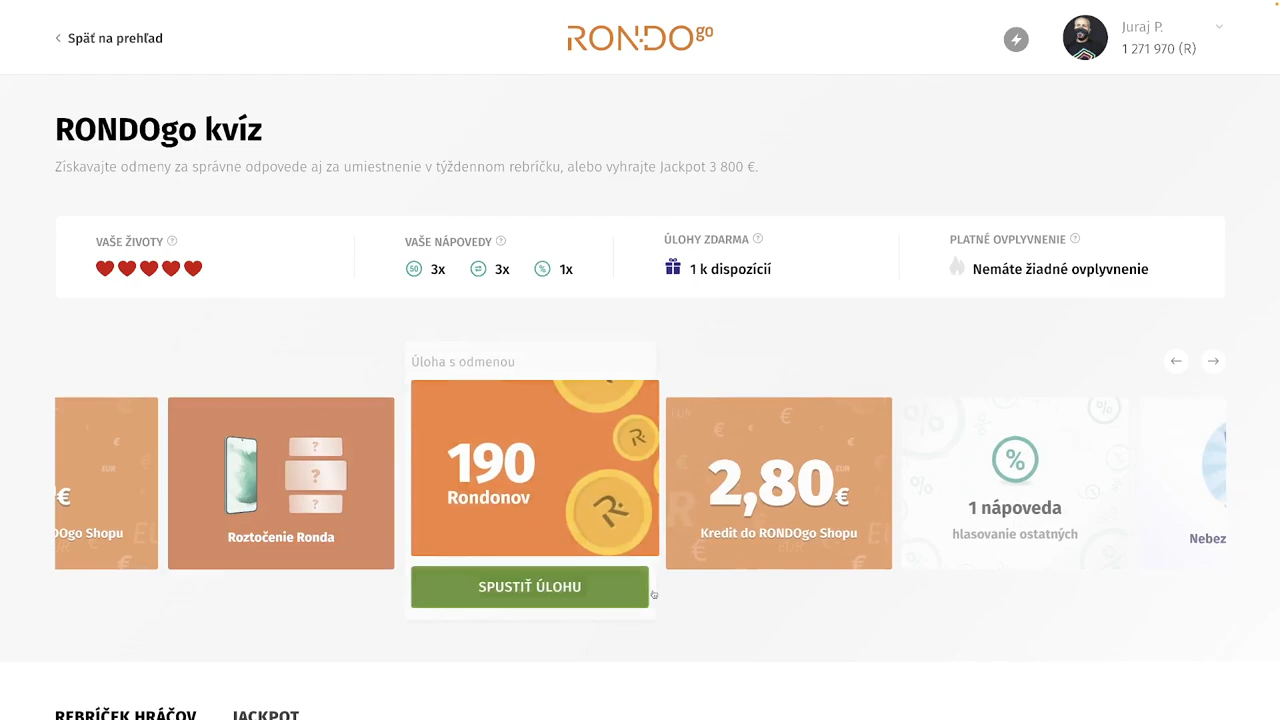 Späť na prehľad
RONDOgo
Juraj P.
1 271 970 (R)
RONDOgo kvíz
Získavajte odmeny za správne odpovede aj za umiestnenie v týždennom rebríčku, alebo vyhrajte Jackpot 3 800 €.
VAŠE ŽIVOTY
VAŠE NÁPOVEDY
ÚLOHY ZDARMA
PLATNÉ OVPLYVNENIE
50 3x
3x
% 1x
1 k dispozícií
Nemáte žiadné ovplyvnenie
Úloha s odmenou
€
OGo Shopu
? ? ?
Roztočenie Ronda
190
Rondonov
SPUSTIŤ ÚLOHU
2,80 €
Kredit do RONDOgo Shopu
%
1 nápoveda
hlasovanie ostatných
Nebez
REBRÍČEK HRÁČOV
JACKPOT